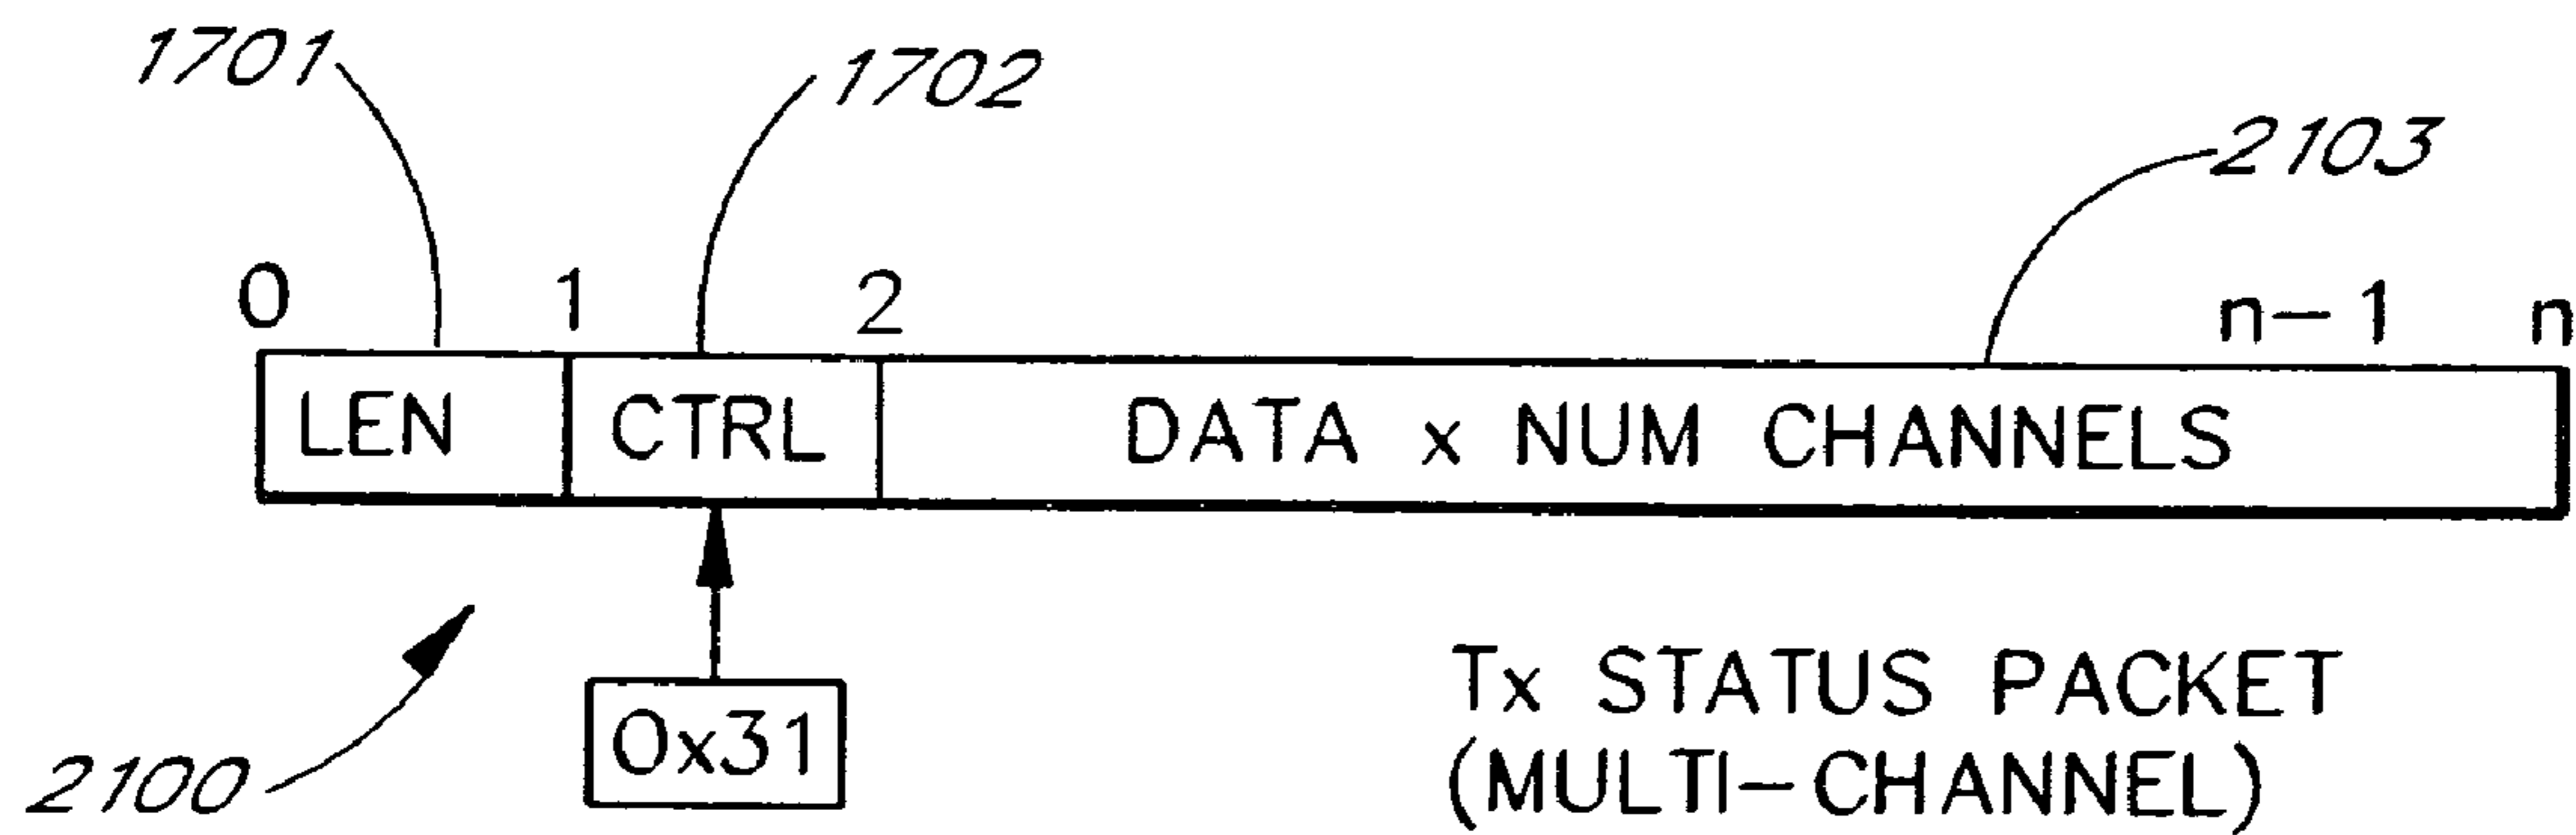 1701
1702
2103
0 1 2 n-1 n
LEN CTRL DATA x NUM CHANNELS
0x31
2100
Tx STATUS PACKET
(MULTI-CHANNEL)